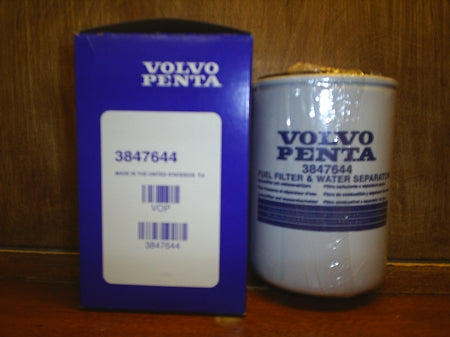 VOLVO
PENTA
3847644
MADE IN THE UNITED STATES
VOP
3847644
VOLVO
PENTA
3847644
FUEL FILTER & WATER SEPARATOR